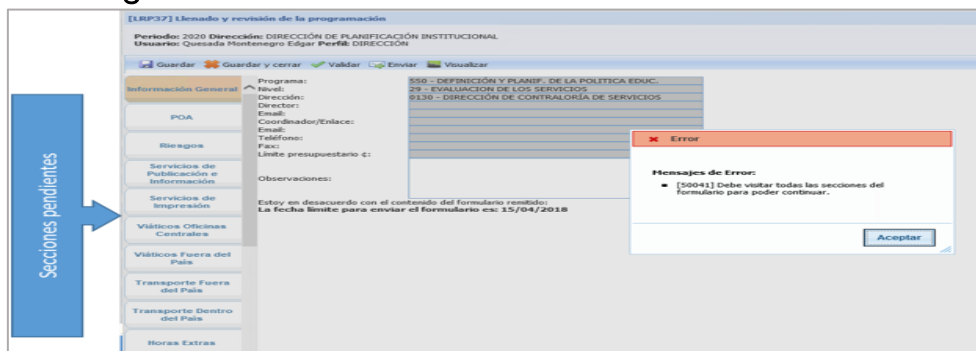 [LRP37] Llenado y revisión de la programación
Periodo: 2020 Dirección: DIRECCIÓN DE PLANIFICACIÓN INSTITUCIONAL
Usuario: Quesada Montenegro Edgar Perfil: DIRECCIÓN
Guardar Guardar y cerrar Validar Enviar Visualizar
Secciones pendientes
Información General
POA
Riesgos
Servicios de
Publicación e
Información
Servicios de
Impresión
Viáticos Oficinas
Centrales
Viáticos Fuera del
País
Transporte Fuera
del País
Transporte Dentro
del País
Horas Extras
Programa: 550 - DEFINICIÓN Y PLANIF. DE LA POLITICA EDUC.
Nivel: 29 - EVALUACION DE LOS SERVICIOS
Dirección: 0130 - DIRECCIÓN DE CONTRALORÍA DE SERVICIOS
Director:
Email:
Coordinador/Enlace:
Email:
Teléfono:
Fax:
Límite presupuestario ¢:
Observaciones:
Estoy en desacuerdo con el contenido del formulario remitido:
La fecha límite para enviar el formulario es: 15/04/2018
Error
Mensajes de Error:
[50041] Debe visitar todas las secciones del
formulario para poder continuar.
Aceptar